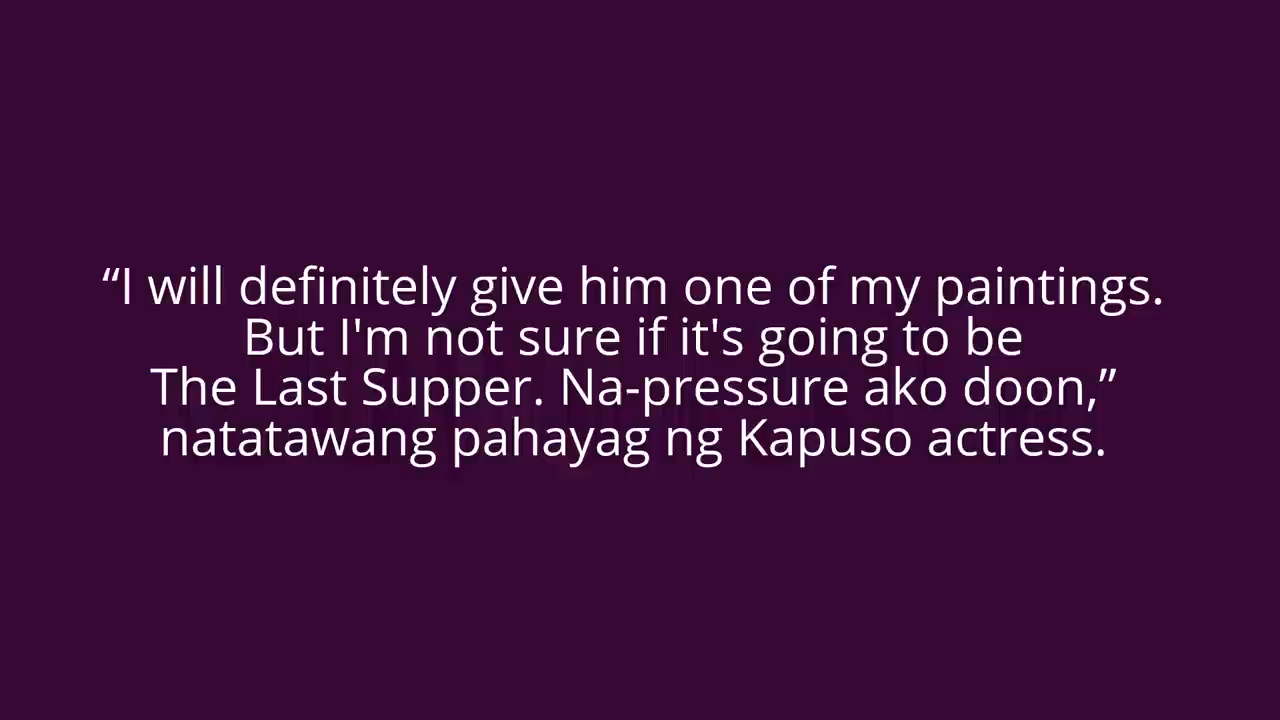 “I will definitely give him one of my paintings.
But I'm not sure if it's going to be
The Last Supper. Na-pressure ako doon,”
natatawang pahayag ng Kapuso actress.